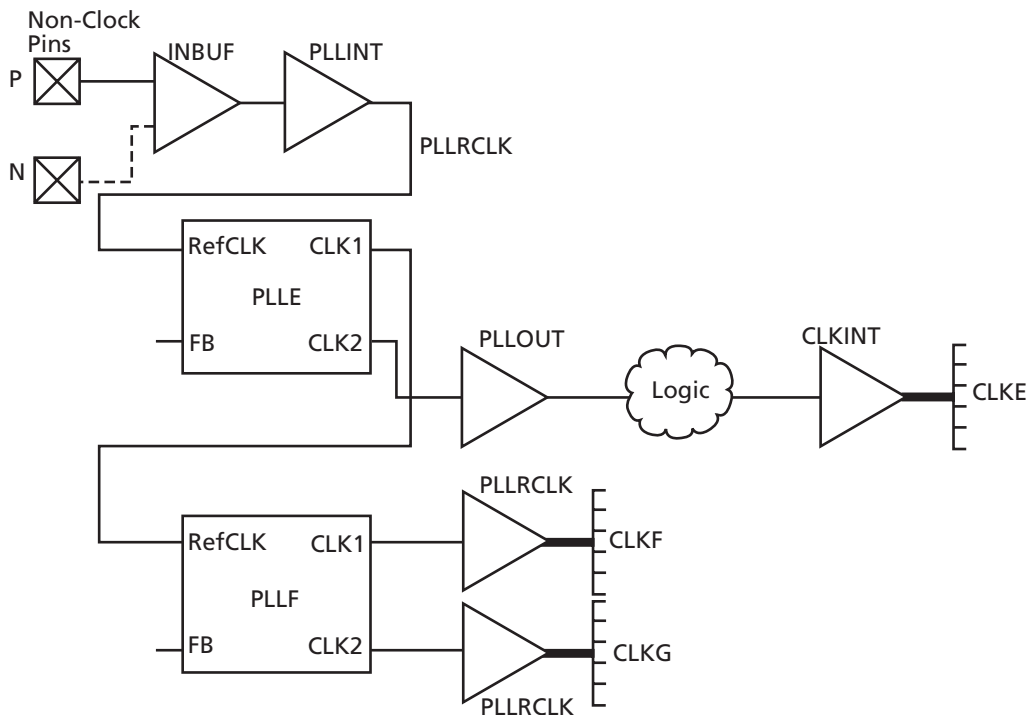 Non-Clock
Pins
P
INBUF
PLLINT
N
PLLRCLK
RefCLK
CLK1
PLLE
FB
CLK2
PLLOUT
Logic
CLKINT
CLKE
RefCLK
CLK1
PLLF
FB
CLK2
PLLRCLK
CLKF
CLKG
PLLRCLK